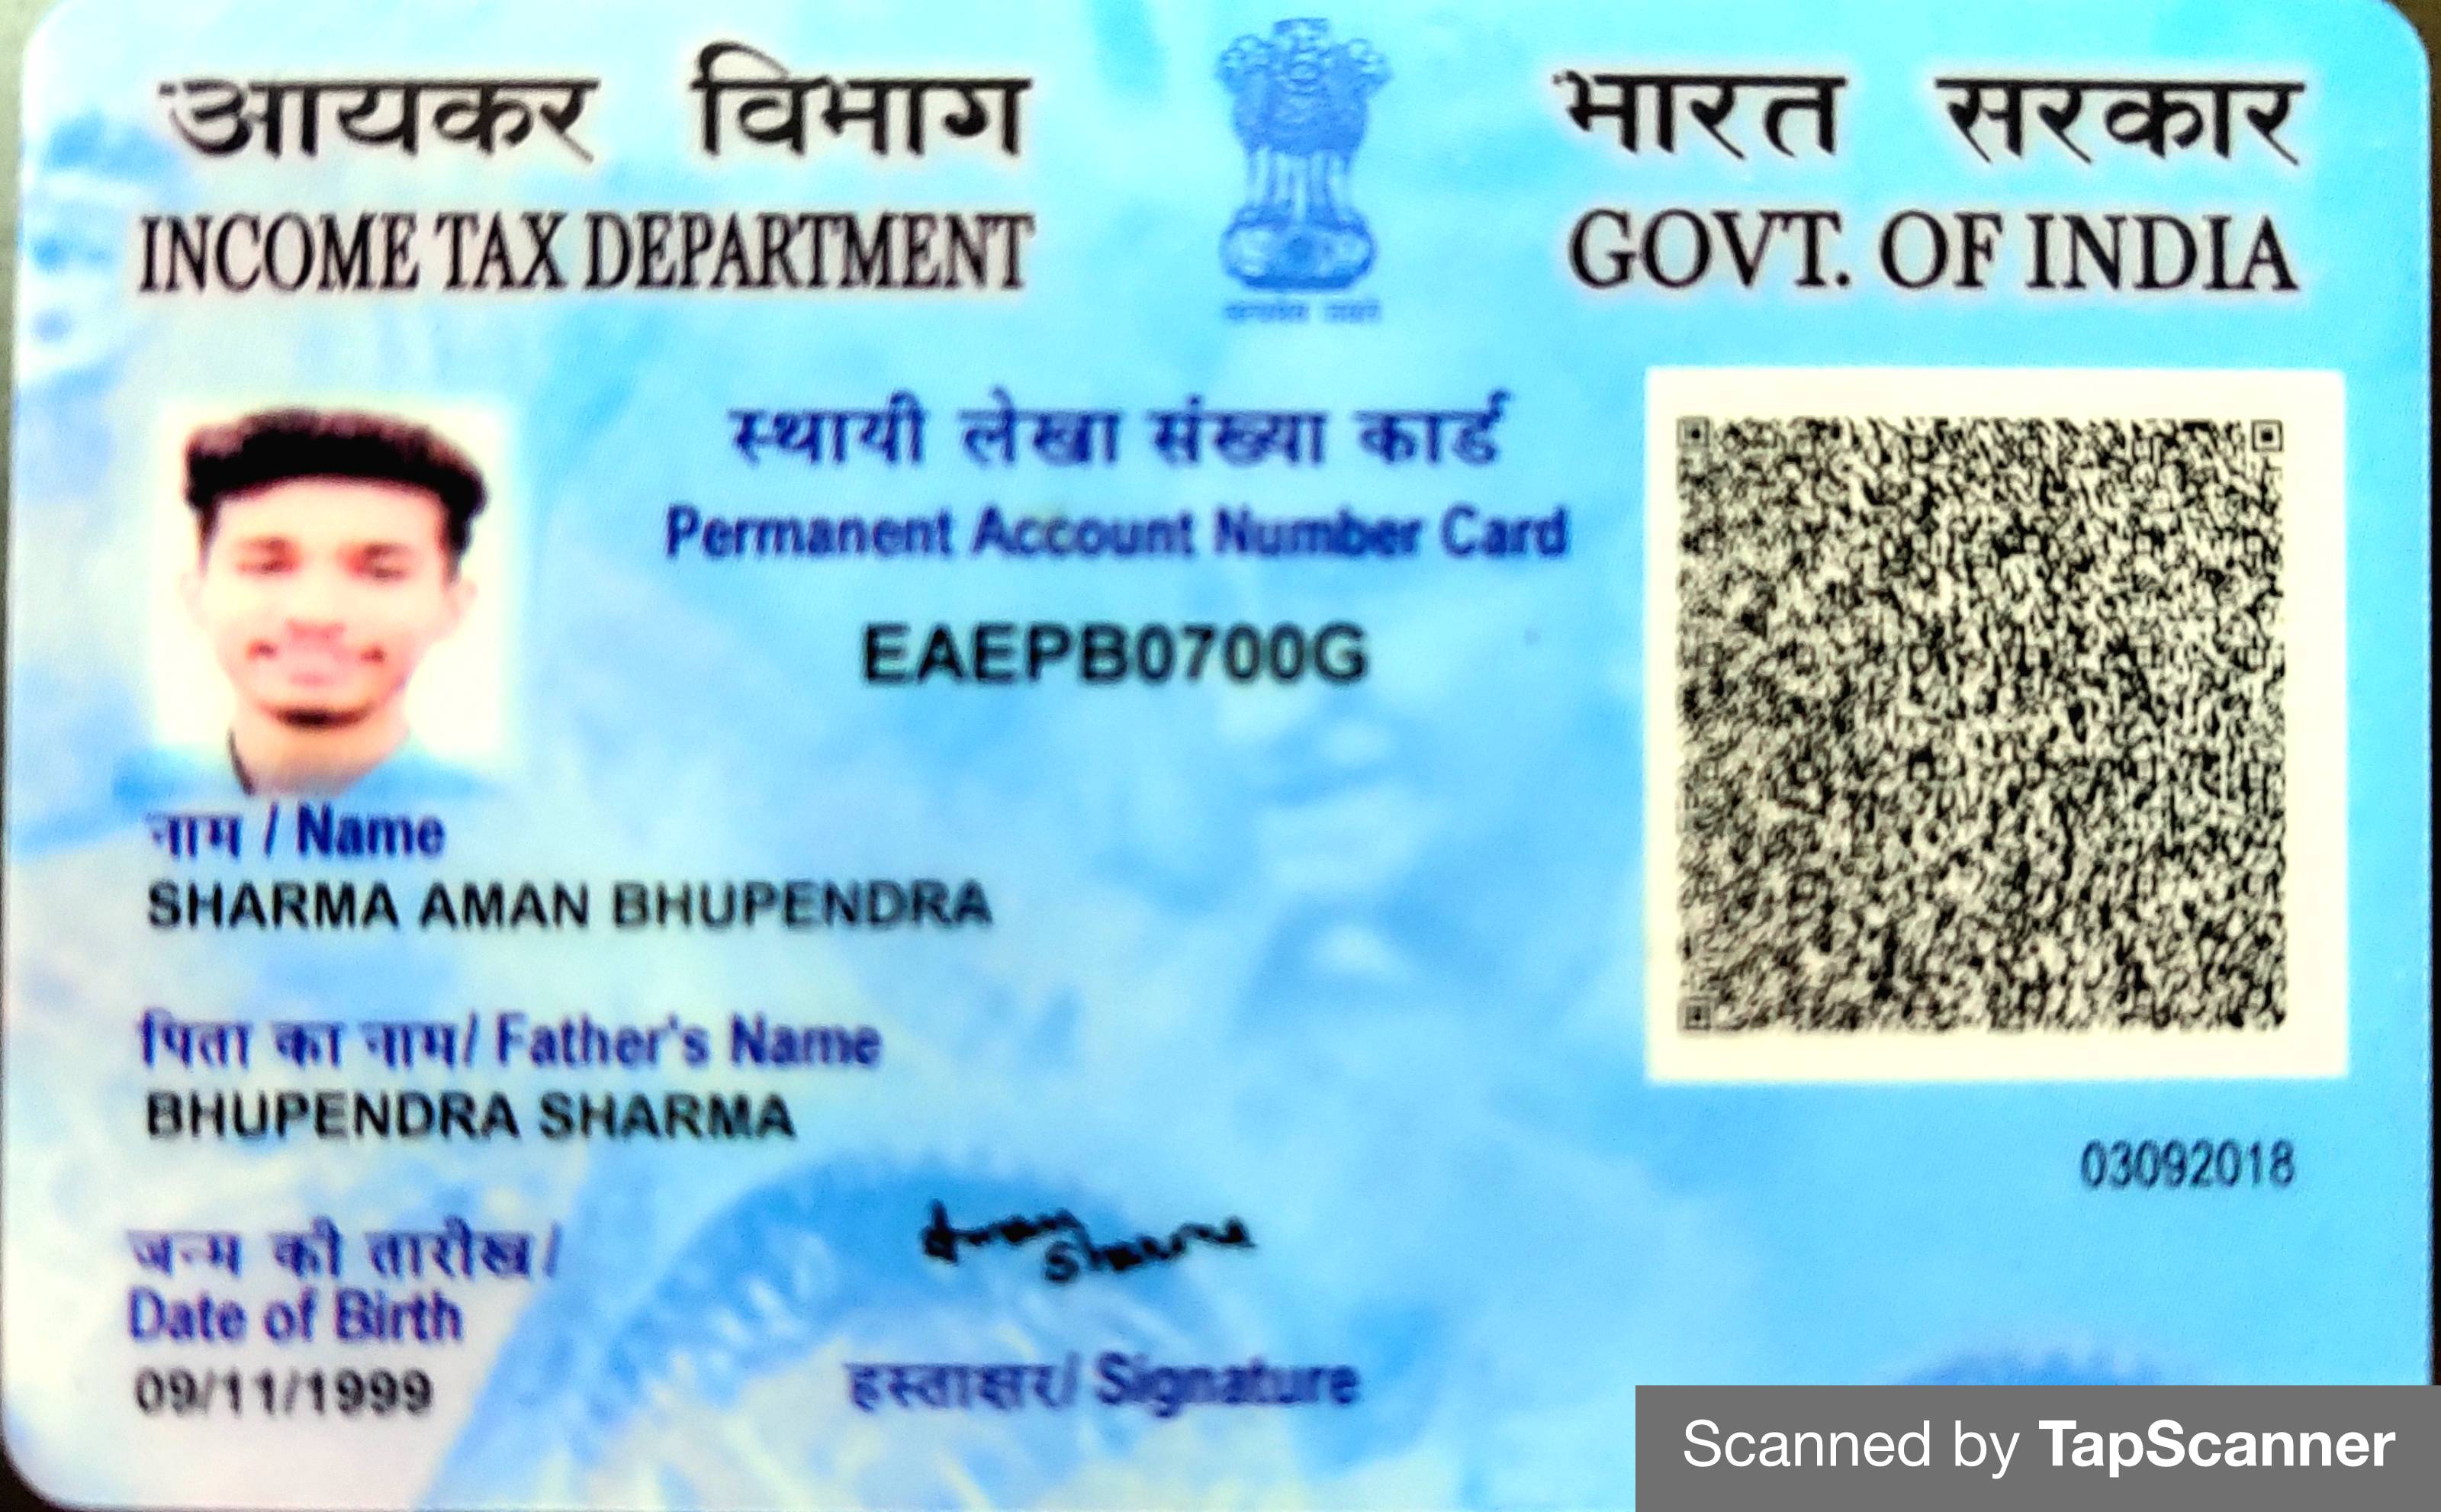 आयकर विभाग
INCOME TAX DEPARTMENT
भारत सरकार
GOVT. OF INDIA
स्थायी लेखा संख्या कार्ड
Permanent Account Number Card
EAEPB0700G
नाम / Name
SHARMA AMAN BHUPENDRA
पिता का नाम/ Father's Name
BHUPENDRA SHARMA
03092018
जन्म की तारीख/
Date of Birth
09/11/1999
Aman
Sharma
हस्ताक्षर/ Signature
Scanned by TapScanner